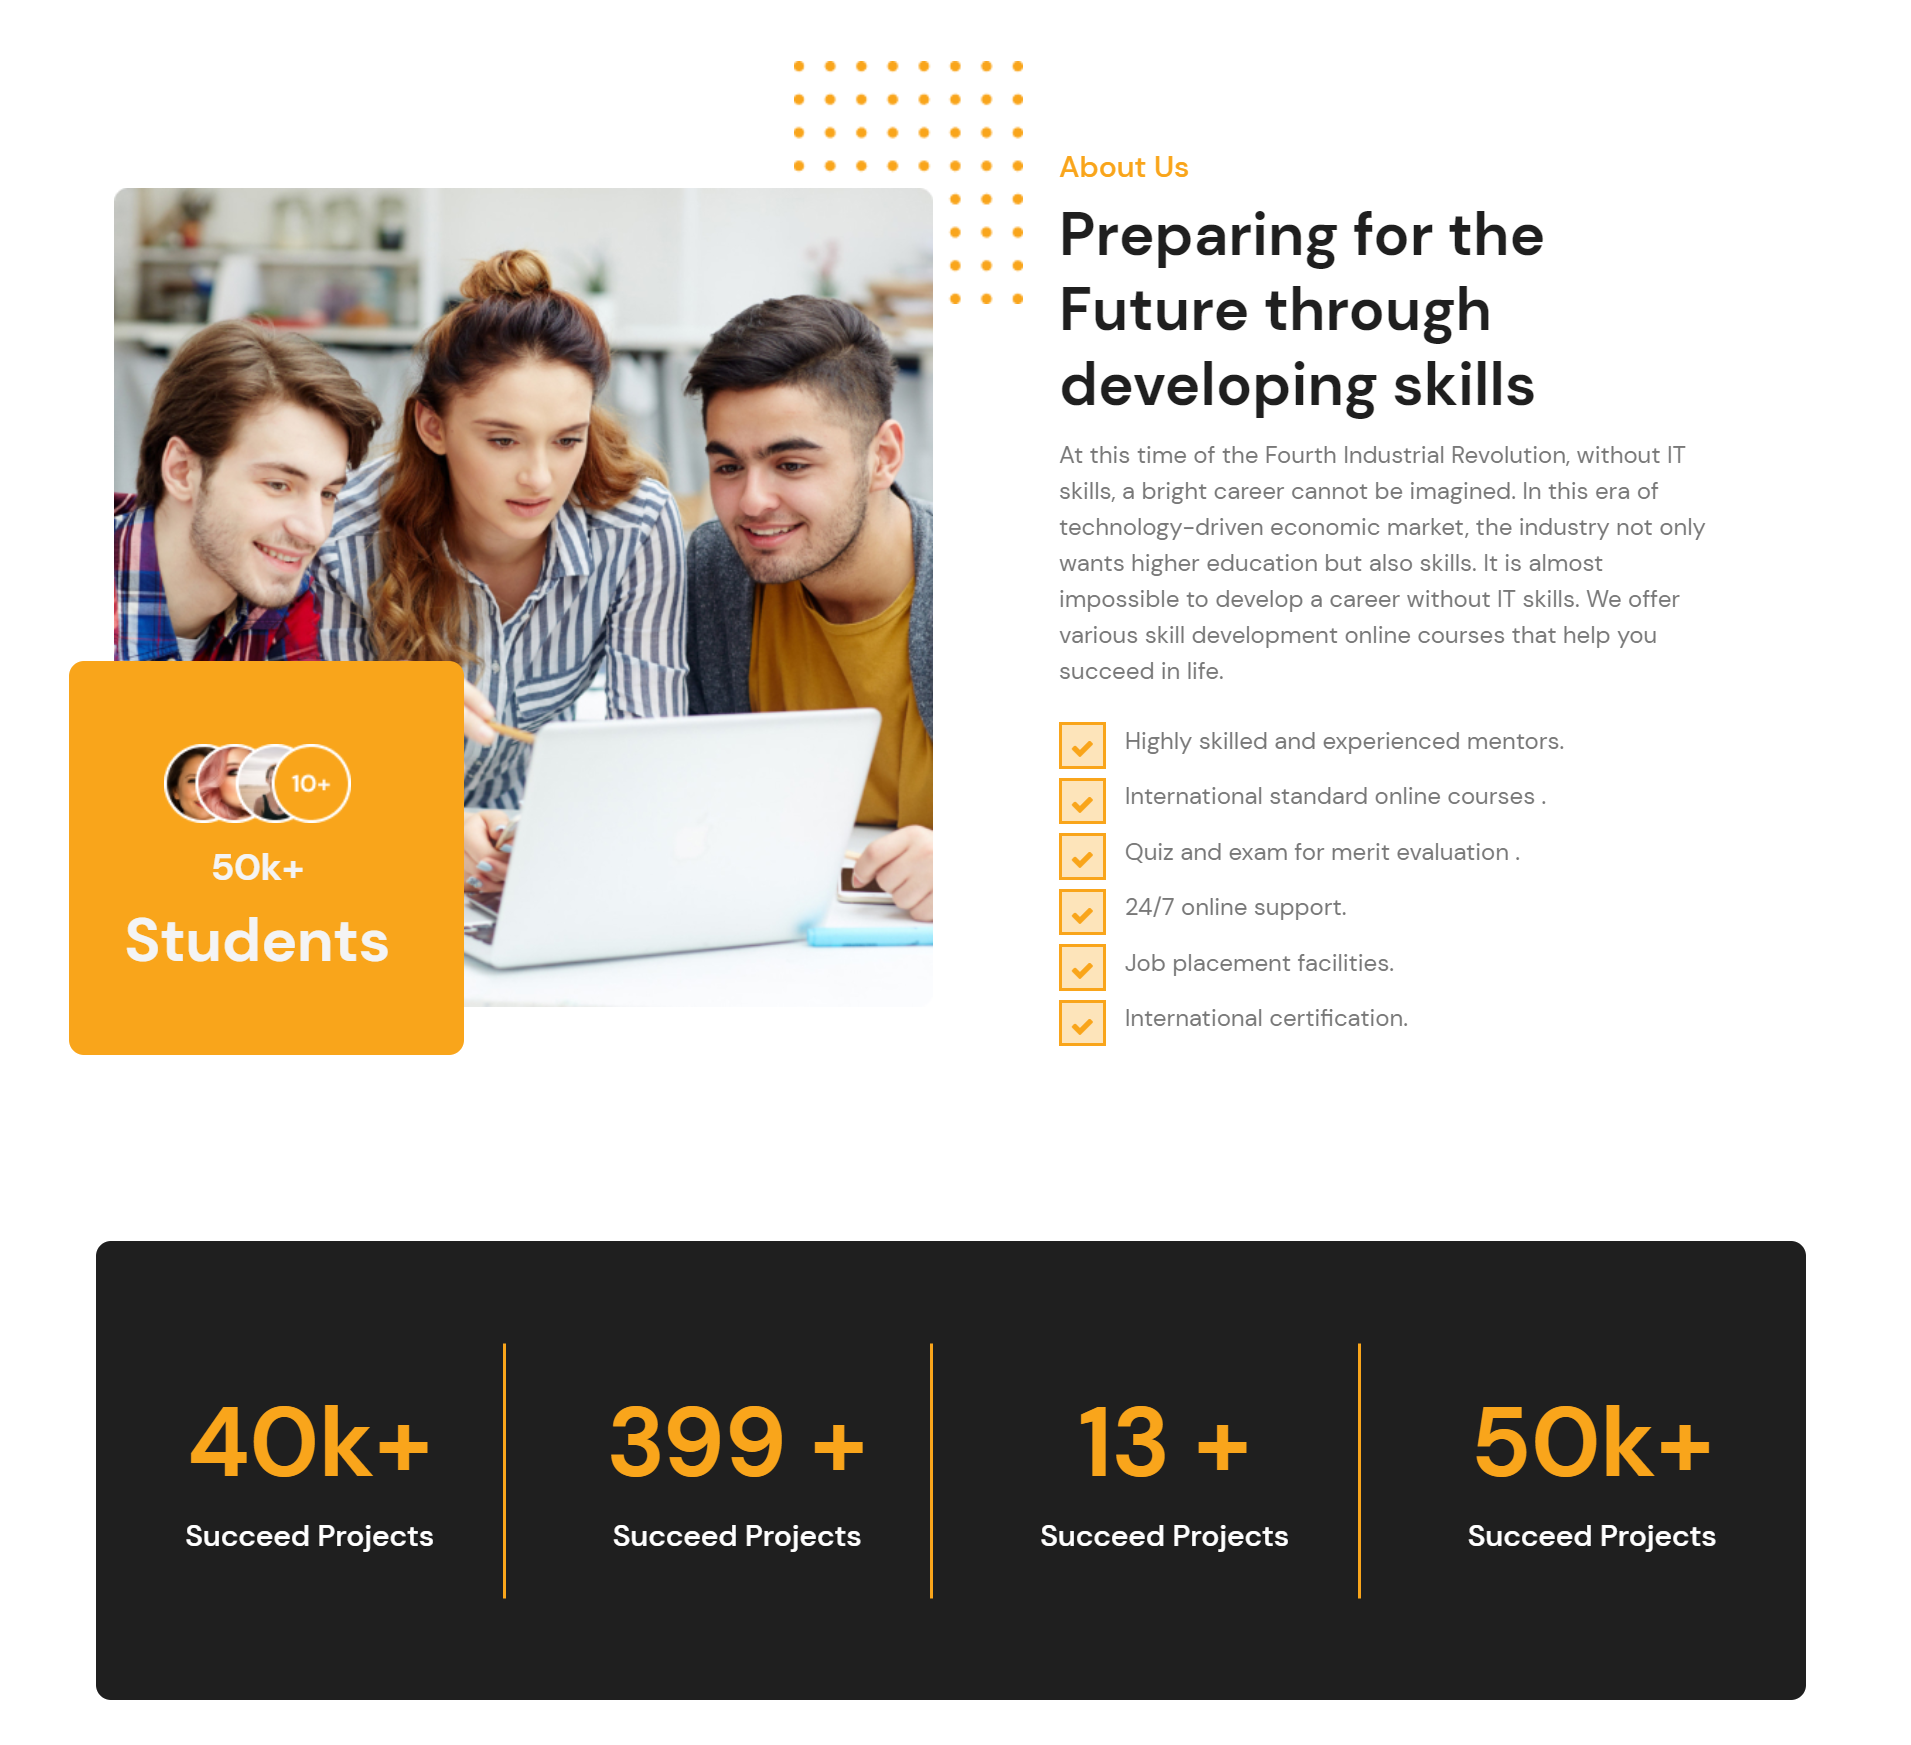 About Us
Preparing for the
Future through
developing skills
At this time of the Fourth Industrial Revolution, without IT
skills, a bright career cannot be imagined. In this era of
technology-driven economic market, the industry not only
wants higher education but also skills. It is almost
impossible to develop a career without IT skills. We offer
various skill development online courses that help you
succeed in life.
Highly skilled and experienced mentors.
International standard online courses .
Quiz and exam for merit evaluation .
24/7 online support.
Job placement facilities.
International certification.
10+
50k+
Students
40k+
Succeed Projects
399 +
Succeed Projects
13 +
Succeed Projects
50k+
Succeed Projects